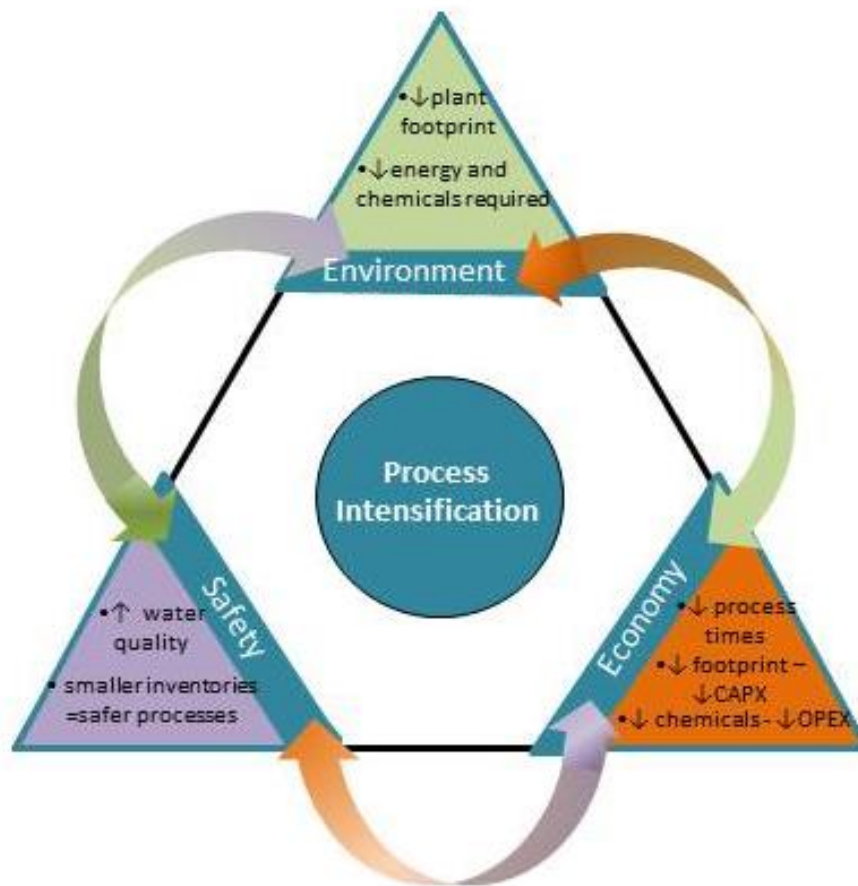 •↓plant
footprint
•↓energy and
chemicals required
Environment
Process
Intensification
Safety
•↑ water
quality
• smaller inventories
=safer processes
Economy
•↓ process
times
•↓ footprint –
↓CAPX
•↓ chemicals - ↓OPEX